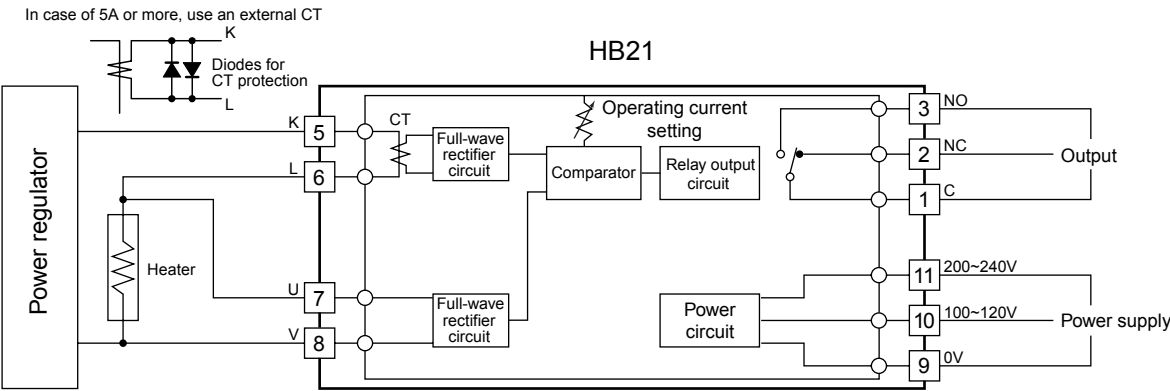 In case of 5A or more, use an external CT
K
Diodes for
CT protection
L
HB21
Power regulator
K
5
L
6
CT
Full-wave
rectifier
circuit
Operating current
setting
Comparator
Relay output
circuit
3
NO
2
NC
1
C
Output
Heater
U
7
V
8
Full-wave
rectifier
circuit
Power
circuit
11
200~240V
10
100~120V
9
0V
Power supply